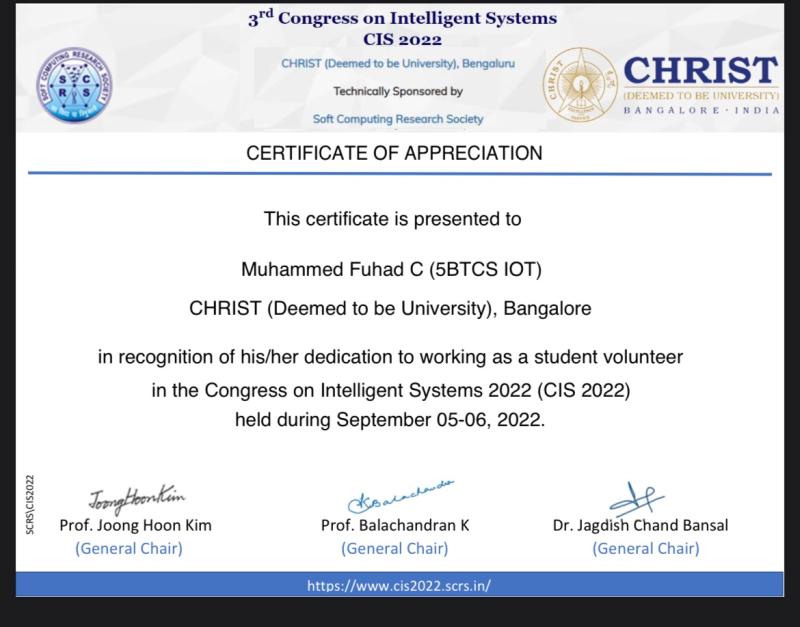 3rd Congress on Intelligent Systems
CIS 2022
CHRIST (Deemed to be University), Bengaluru
Technically Sponsored by
Soft Computing Research Society
SOFT COMPUTING RESEARCH SOCIETY
S C
R S
CHRIST
CHRIST
(DEEMED TO BE UNIVERSITY)
BANGALORE · INDIA
CERTIFICATE OF APPRECIATION
This certificate is presented to
Muhammed Fuhad C (5BTCS IOT)
CHRIST (Deemed to be University), Bangalore
in recognition of his/her dedication to working as a student volunteer
in the Congress on Intelligent Systems 2022 (CIS 2022)
held during September 05-06, 2022.
SCRS\CIS2022
JoongHoonKim
KBalachandra
Prof. Joong Hoon Kim
(General Chair)
Prof. Balachandran K
(General Chair)
Dr. Jagdish Chand Bansal
(General Chair)
https://www.cis2022.scrs.in/